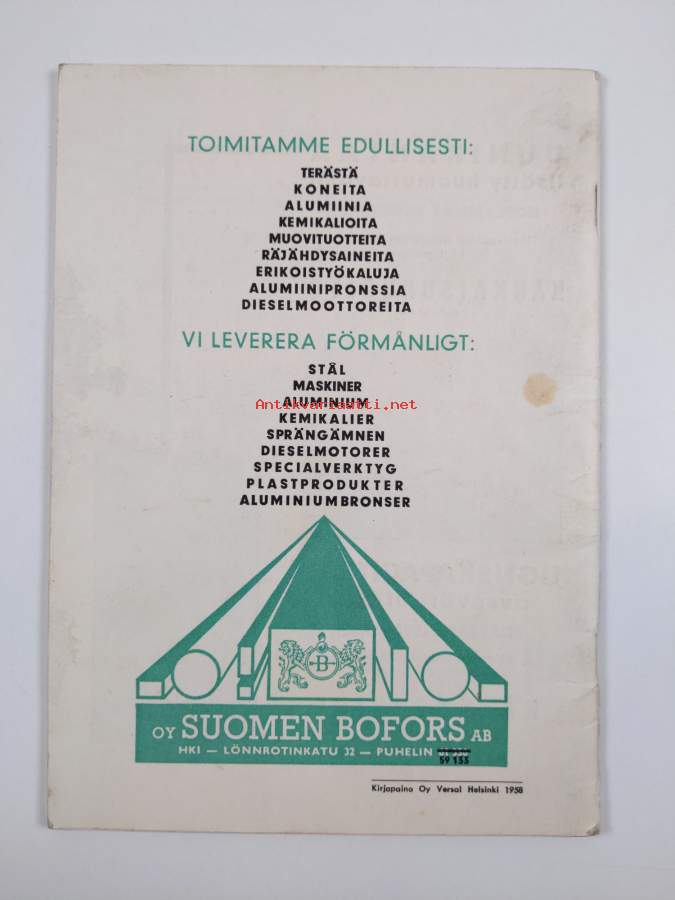 TOIMITAMME EDULLISESTI:
TERÄSTÄ
KONEITA
ALUMIINIA
KEMIKALIOITA
MUOVITUOTTEITA
RÄJÄHDYSAINEITA
ERIKOISTYÖKALUJA
ALUMIINIPRONSSIA
DIESELMOOTTOREITA
VI LEVERERA FÖRMÅNLIGT:
STÅL
MASKINER
ALUMINIUM
Antikvariaatti.net
KEMIKALIER
SPRÄNGÄMNEN
DIESELMOTORER
SPECIALVERKTYG
PLASTPRODUKTER
ALUMINIUMBRONSER
B
OY SUOMEN BOFORS AB
HKI — LÖNNROTINKATU 32 — PUHELIN
59 133
Kirjapaino Oy Versal Helsinki 1958